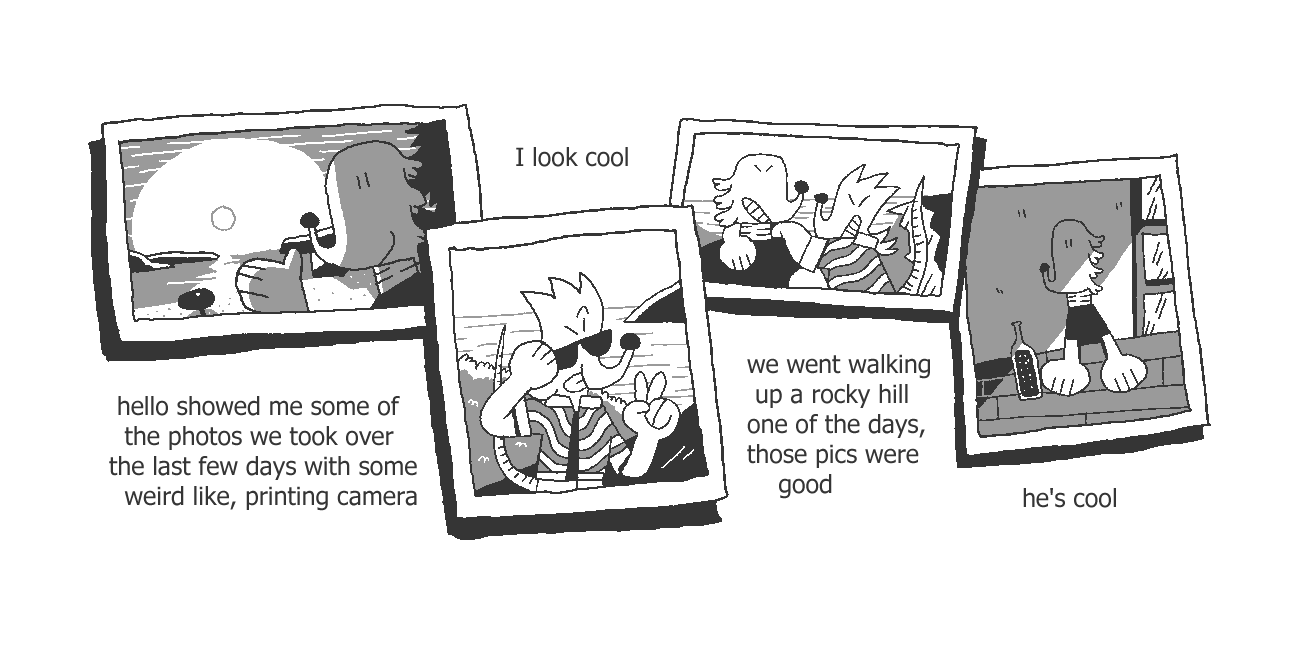 I look cool
hello showed me some of
the photos we took over
the last few days with some
weird like, printing camera
we went walking
up a rocky hill
one of the days,
those pics were
good
he's cool